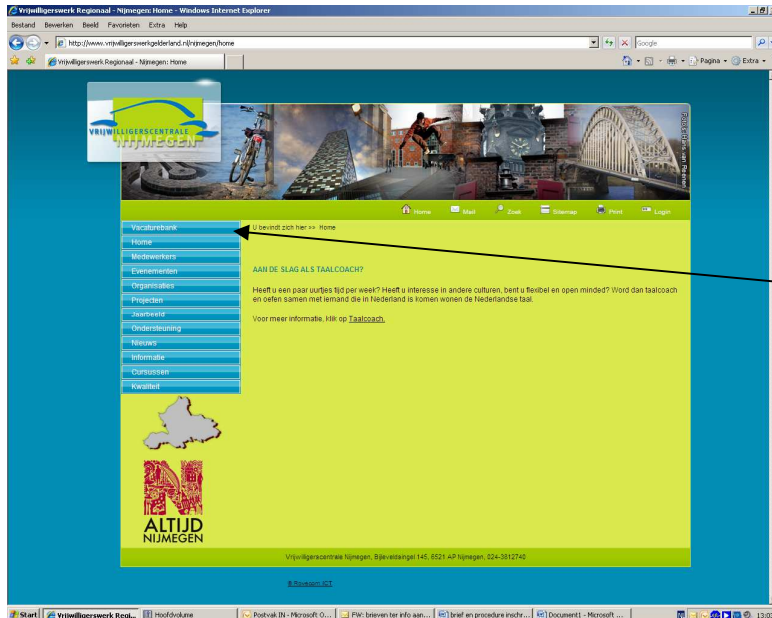 Vrijwilligerswerk Regionaal - Nijmegen: Home - Windows Internet Explorer
Bestand Bewerken Beeld Favorieten Extra Help
http://www.vrijwilligerswerkgelderland.nl/nijmegen/home
Google
Vrijwilligerswerk Regionaal - Nijmegen: Home
Pagina Extra
VRIJWILLIGERSCENTRALE
NIJMEGEN
Home Mail Zoek Sitemap Print Login
Vacaturebank
U bevindt zich hier »» Home
Home
Medewerkers
Evenementen
Organisaties
Projecten
Jaarbeeld
Ondersteuning
Nieuws
Informatie
Cursussen
Kwaliteit
AAN DE SLAG ALS TAALCOACH?
Heeft u een paar uurtjes tijd per week? Heeft u interesse in andere culturen, bent u flexibel en open minded? Word dan taalcoach
en oefen samen met iemand die in Nederland is komen wonen de Nederlandse taal.
Voor meer informatie, klik op Taalcoach.
ALTIJD
NIJMEGEN
Vrijwilligerscentrale Nijmegen, Bijleveldsingel 145, 6521 AP Nijmegen, 024-3812740
Start Vrijwilligerswerk Regi... Hoofdvolume Postvak IN - Microsoft O... FW: brieven ter info aan... brief en procedure inschr... Document1 - Microsoft ... 13:03